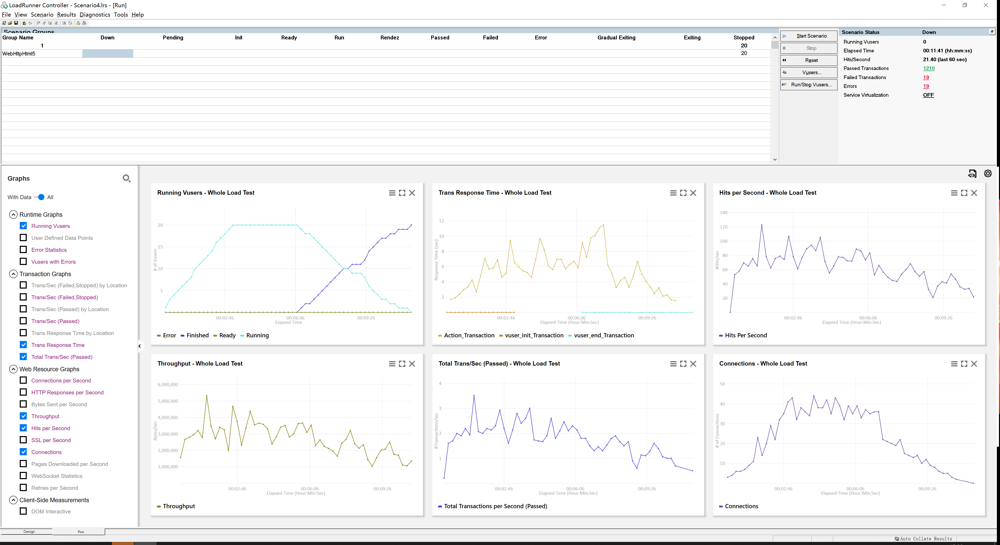 LoadRunner Controller - Scenario4.lrs - [Run]
File View Scenario Results Diagnostics Tools Help
Scenario Groups
Group Name Down Pending Init Ready Run Rendez Passed Failed Error Gradual Exiting Exiting Stopped
1 20
WebHttpHtml5 20
Start Scenario
Stop
Reset
Vusers...
Run/Stop Vusers...
Scenario Status Down
Running Vusers 0
Elapsed Time 00:11:41 (hh:mm:ss)
Hits/Second 21.40 (last 60 sec)
Passed Transactions 1210
Failed Transactions 19
Errors 19
Service Virtualization OFF
Graphs
With Data All
Runtime Graphs
Running Vusers
User Defined Data Points
Error Statistics
Vusers with Errors
Transaction Graphs
Trans/Sec (Failed,Stopped) by Location
Trans/Sec (Failed,Stopped)
Trans/Sec (Passed) by Location
Trans/Sec (Passed)
Trans Response Time by Location
Trans Response Time
Total Trans/Sec (Passed)
Web Resource Graphs
Connections per Second
HTTP Responses per Second
Bytes Sent per Second
Throughput
Hits per Second
SSL per Second
Connections
Pages Downloaded per Second
WebSocket Statistics
Retries per Second
Client-Side Measurements
DOM Interactive
Running Vusers - Whole Load Test
# of Vusers
20
15
10
5
00:02:46 00:06:06 00:09:26
Elapsed Time
Error Finished Ready Running
Trans Response Time - Whole Load Test
Response Time (sec)
12
10
8
6
4
2
00:02:46 00:06:06 00:09:26
Elapsed Time (Hour:Min:Sec)
Action_Transaction vuser_init_Transaction vuser_end_Transaction
Hits per Second - Whole Load Test
#Hits/sec
140
120
100
80
60
40
20
00:02:46 00:06:06 00:09:26
Elapsed Time (Hour:Min:Sec)
Hits Per Second
Throughput - Whole Load Test
Bytes/sec
6,000,000
5,000,000
4,000,000
3,000,000
2,000,000
1,000,000
00:02:46 00:06:06 00:09:26
Elapsed Time (Hour:Min:Sec)
Throughput
Total Trans/Sec (Passed) - Whole Load Test
#Transactions/sec
4
3
2
1
00:02:46 00:06:06 00:09:26
Elapsed Time (Hour:Min:Sec)
Total Transactions per Second (Passed)
Connections - Whole Load Test
# of Connections
50
40
30
20
10
00:02:46 00:06:06 00:09:26
Elapsed Time (Hour:Min:Sec)
Connections
Design Run
Auto Collate Results